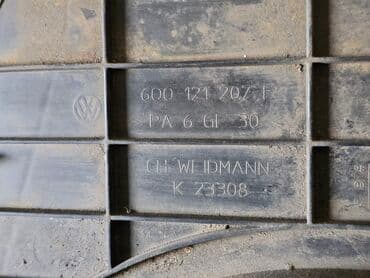 6Q0 121 207 F
PA 6 GF 30
CH WEIDMANN
K 23308